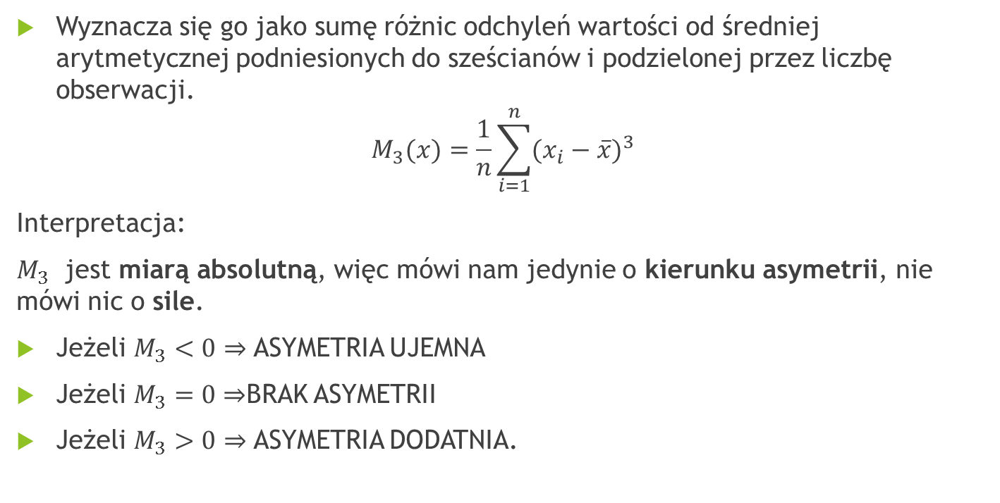 ▶ Wyznacza się go jako sumę różnic odchyleń wartości od średniej
arytmetycznej podniesionych do sześcianów i podzielonej przez liczbę
obserwacji.
$M_3(x) = \frac{1}{n}\sum_{i=1}^{n}(x_i - \bar{x})^3$
Interpretacja:
$M_3$ jest miarą absolutną, więc mówi nam jedynie o kierunku asymetrii, nie
mówi nic o sile.
▶ Jeżeli $M_3 < 0 \Rightarrow$ ASYMETRIA UJEMNA
▶ Jeżeli $M_3 = 0 \Rightarrow$BRAK ASYMETRII
▶ Jeżeli $M_3 > 0 \Rightarrow$ ASYMETRIA DODATNIA.